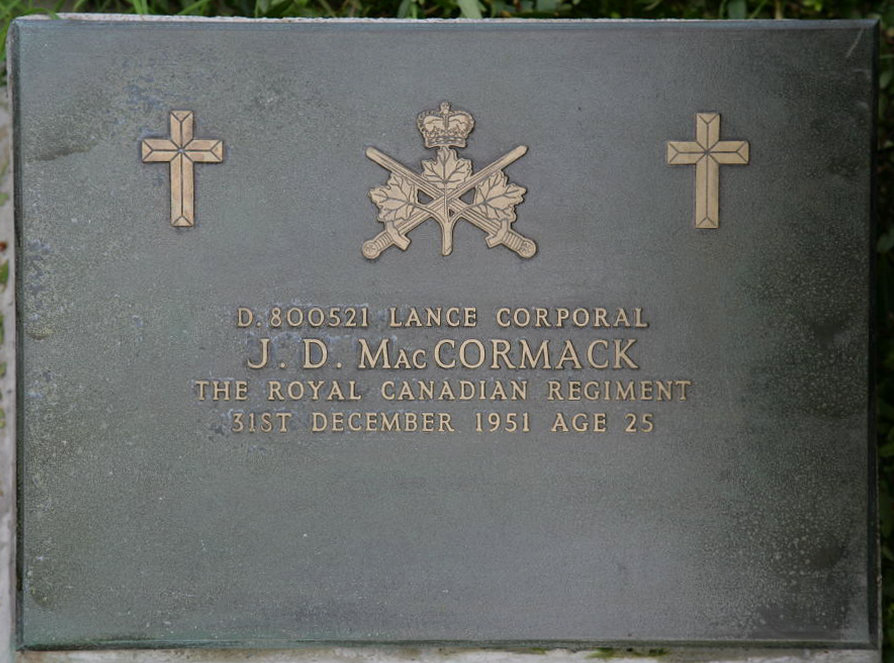 D.800521 LANCE CORPORAL
J. D. MacCORMACK
THE ROYAL CANADIAN REGIMENT
31ST DECEMBER 1951 AGE 25